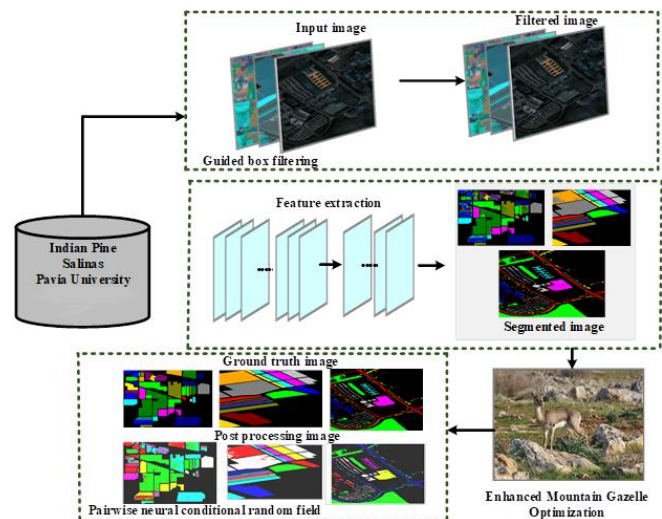 Input image
Filtered image
Guided box filtering
Indian Pine
Salinas
Pavia University
Feature extraction
Segmented image
Ground truth image
Post processing image
Pairwise neural conditional random field
Enhanced Mountain Gazelle
Optimization